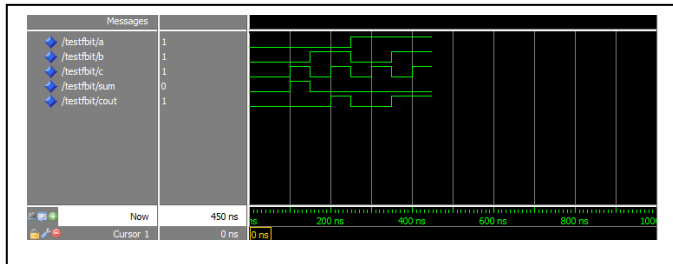 Messages
/testfbit/a 1
/testfbit/b 1
/testfbit/c 1
/testfbit/sum 0
/testfbit/cout 1
Now 450 ns
ns 200 ns 400 ns 600 ns 800 ns 100
Cursor 1 0 ns 0 ns